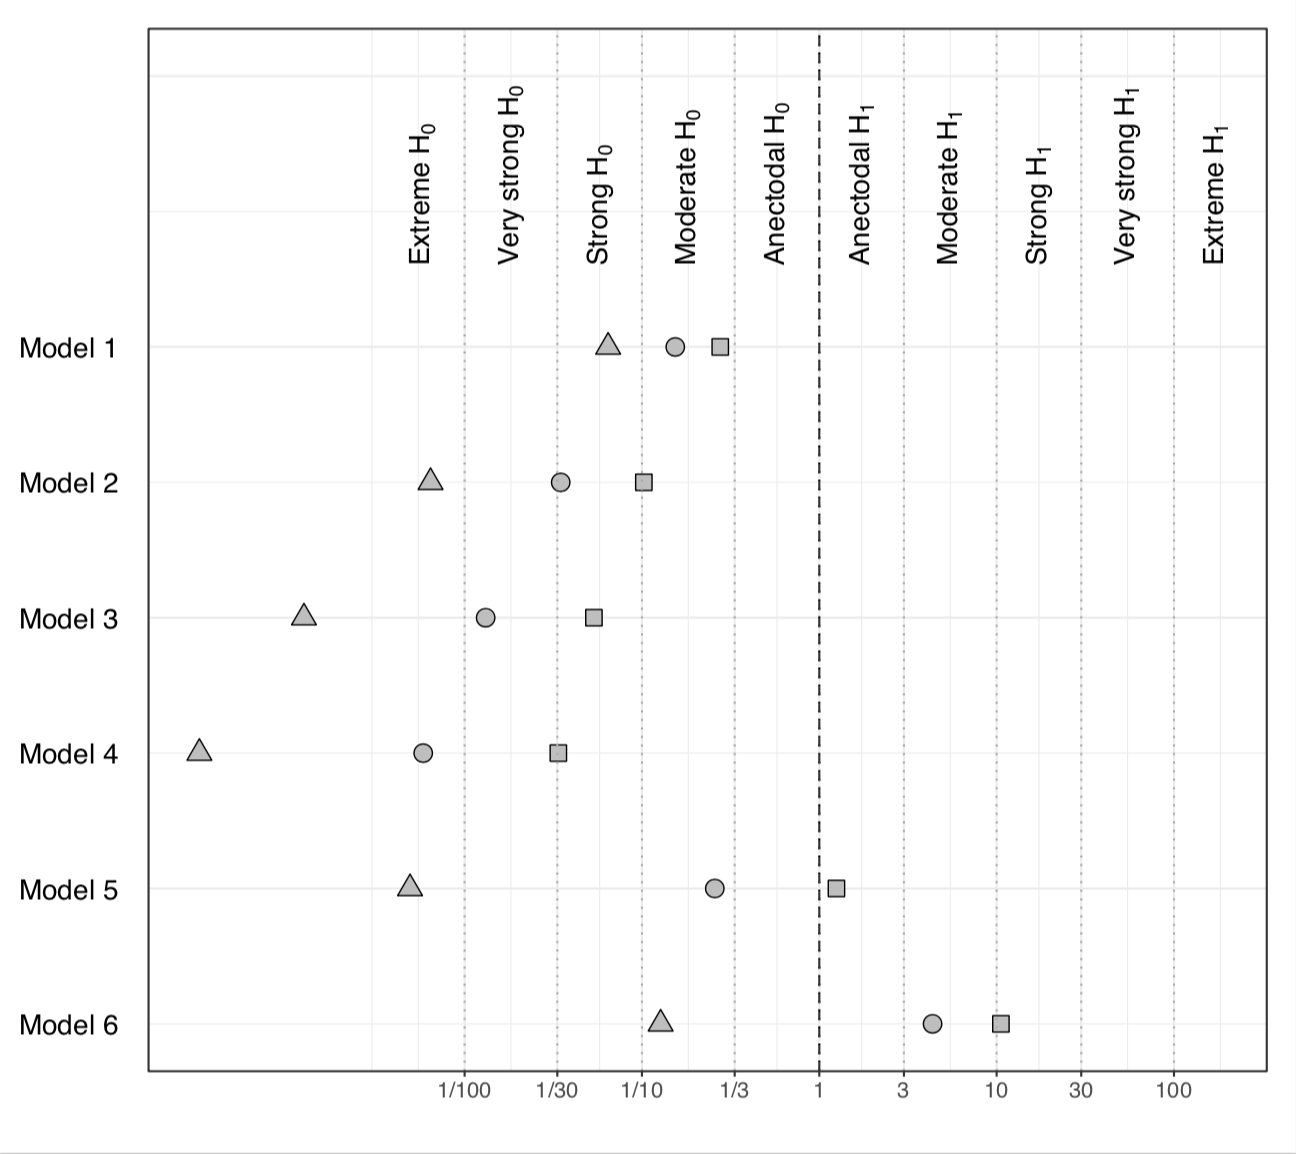 Extreme H0
Very strong H0
Strong H0
Moderate H0
Anectodal H0
Anectodal H1
Moderate H1
Strong H1
Very strong H1
Extreme H1
Model 1
Model 2
Model 3
Model 4
Model 5
Model 6
1/100 1/30 1/10 1/3 1 3 10 30 100